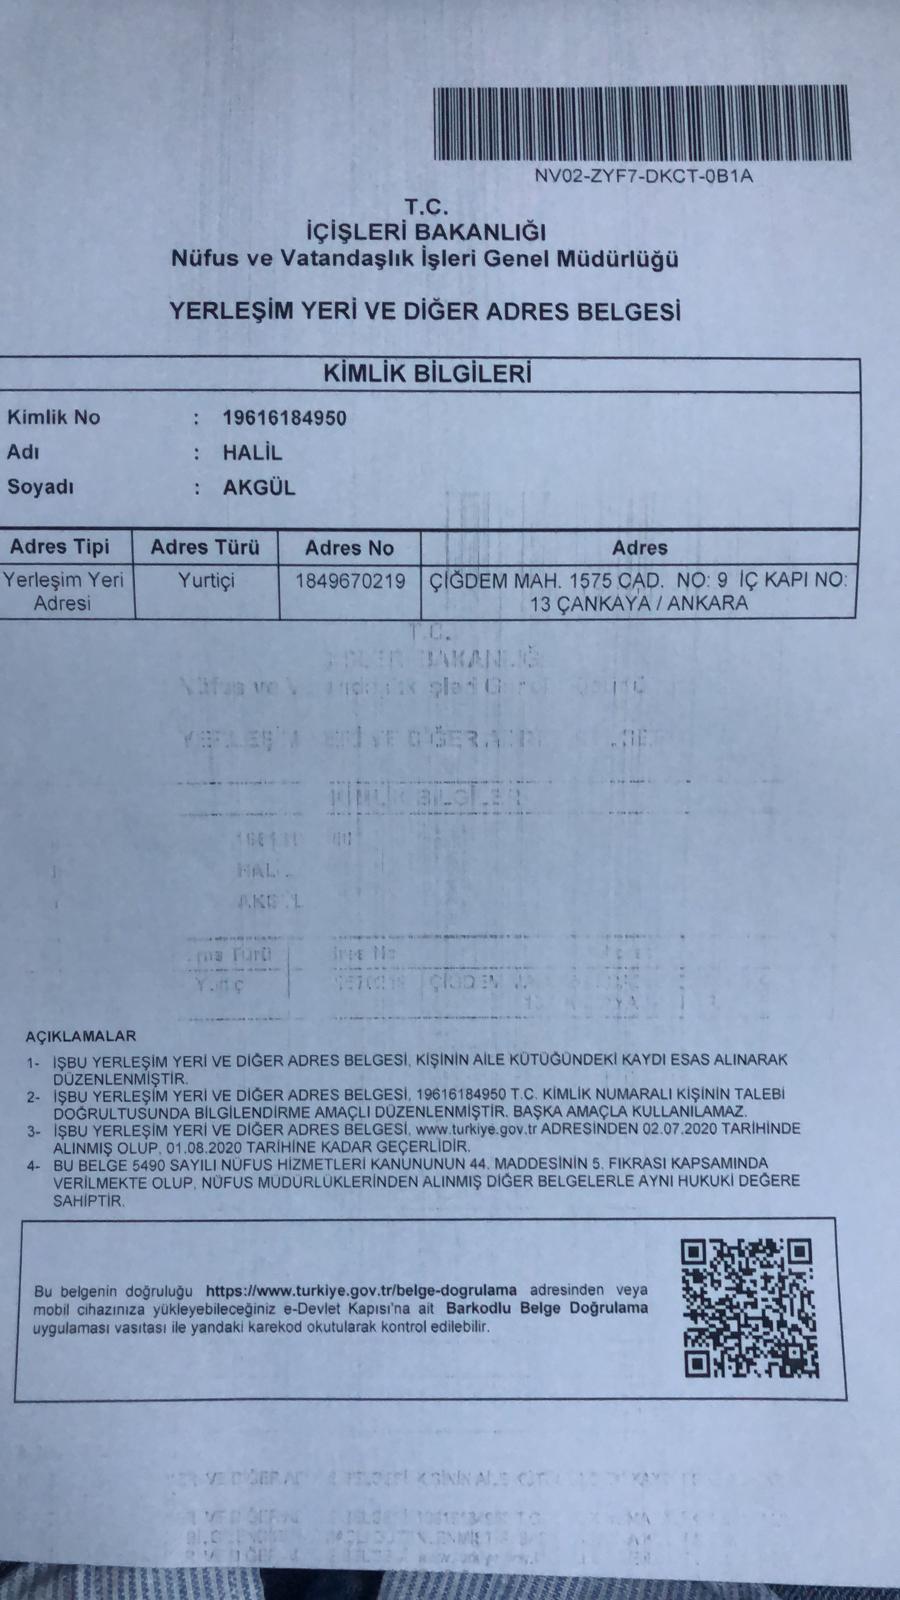 NV02-ZYF7-DKCT-0B1A
T.C.
İÇİŞLERİ BAKANLIĞI
Nüfus ve Vatandaşlık İşleri Genel Müdürlüğü
YERLEŞİM YERİ VE DİĞER ADRES BELGESİ
KİMLİK BİLGİLERİ
Kimlik No : 19616184950
Adı : HALİL
Soyadı : AKGÜL
Adres Tipi Adres Türü Adres No Adres
Yerleşim Yeri Yurtiçi 1849670219 ÇİĞDEM MAH. 1575 CAD. NO: 9 İÇ KAPI NO:
Adresi 13 ÇANKAYA / ANKARA
T.C.
BAKANLIĞ
AÇIKLAMALAR
1- İŞBU YERLEŞİM YERİ VE DİĞER ADRES BELGESİ, KİŞİNİN AİLE KÜTÜĞÜNDEKİ KAYDI ESAS ALINARAK
DÜZENLENMİŞTİR.
2- İŞBU YERLEŞİM YERİ VE DİĞER ADRES BELGESİ, 19616184950 T.C. KİMLİK NUMARALI KİŞİNİN TALEBİ
DOĞRULTUSUNDA BİLGİLENDİRME AMAÇLI DÜZENLENMİŞTİR. BAŞKA AMAÇLA KULLANILAMAZ.
3- İŞBU YERLEŞİM YERİ VE DİĞER ADRES BELGESİ, www.turkiye.gov.tr ADRESİNDEN 02.07.2020 TARİHİNDE
ALINMIŞ OLUP, 01.08.2020 TARİHİNE KADAR GEÇERLİDİR.
4- BU BELGE 5490 SAYILI NÜFUS HİZMETLERİ KANUNUNUN 44. MADDESİNİN 5. FIKRASI KAPSAMINDA
VERİLMEKTE OLUP, NÜFUS MÜDÜRLÜKLERİNDEN ALINMIŞ DİĞER BELGELERLE AYNI HUKUKİ DEĞERE
SAHİPTİR.
Bu belgenin doğruluğu https://www.turkiye.gov.tr/belge-dogrulama adresinden veya
mobil cihazınıza yükleyebileceğiniz e-Devlet Kapısı'na ait Barkodlu Belge Doğrulama
uygulaması vasıtası ile yandaki karekod okutularak kontrol edilebilir.